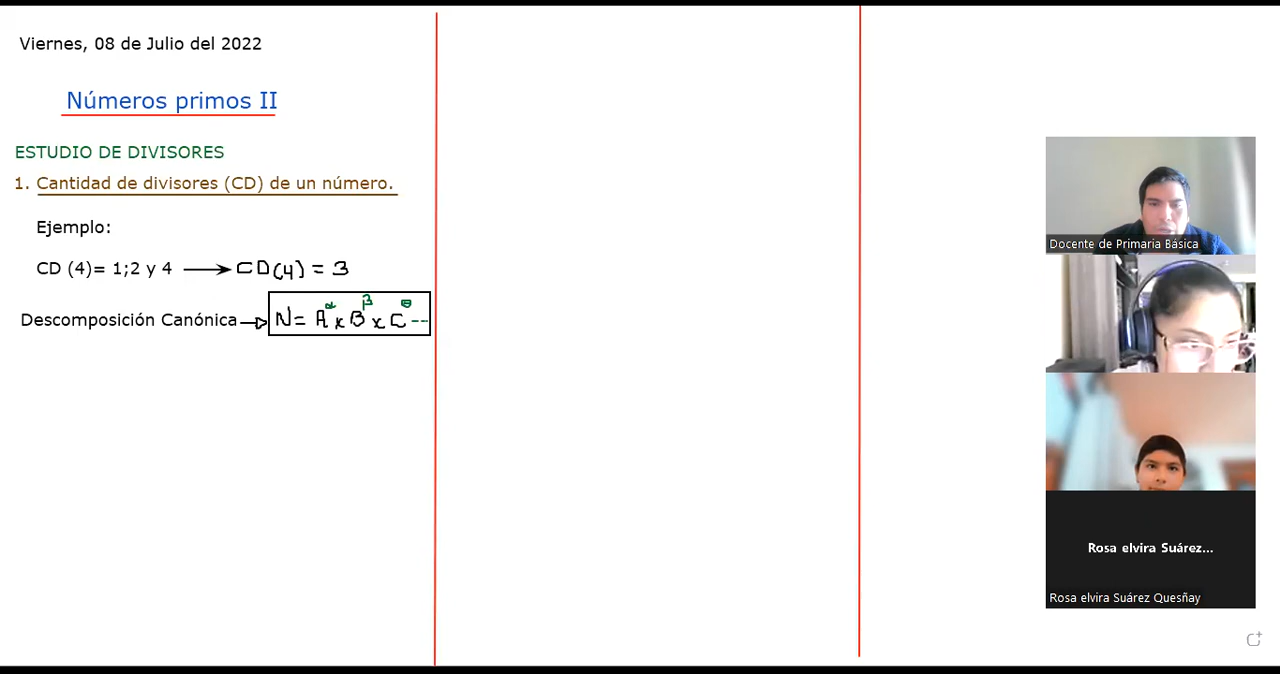 Viernes, 08 de Julio del 2022
Números primos II
ESTUDIO DE DIVISORES
1. Cantidad de divisores (CD) de un número.
Ejemplo:
CD (4)= 1;2 y 4 → CD(4) = 3
Descomposición Canónica → N= A^α x B^β x C^θ ---
Docente de Primaria Básica
Rosa elvira Suárez...
Rosa elvira Suárez Quesñay